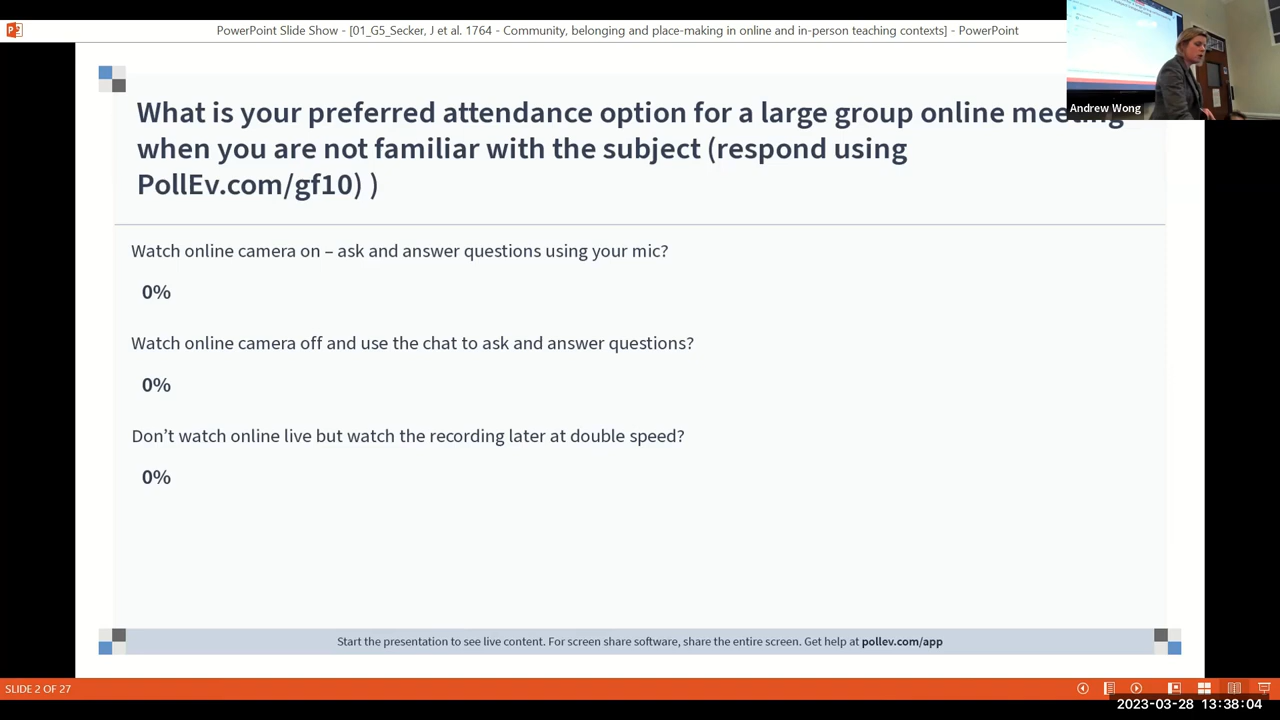 PowerPoint Slide Show - [01_G5_Secker, J et al. 1764 - Community, belonging and place-making in online and in-person teaching contexts] - PowerPoint
Andrew Wong
What is your preferred attendance option for a large group online meeting
when you are not familiar with the subject (respond using
PollEv.com/gf10) )
Watch online camera on – ask and answer questions using your mic?
0%
Watch online camera off and use the chat to ask and answer questions?
0%
Don’t watch online live but watch the recording later at double speed?
0%
Start the presentation to see live content. For screen share software, share the entire screen. Get help at pollev.com/app
SLIDE 2 OF 27
2023-03-28 13:38:04